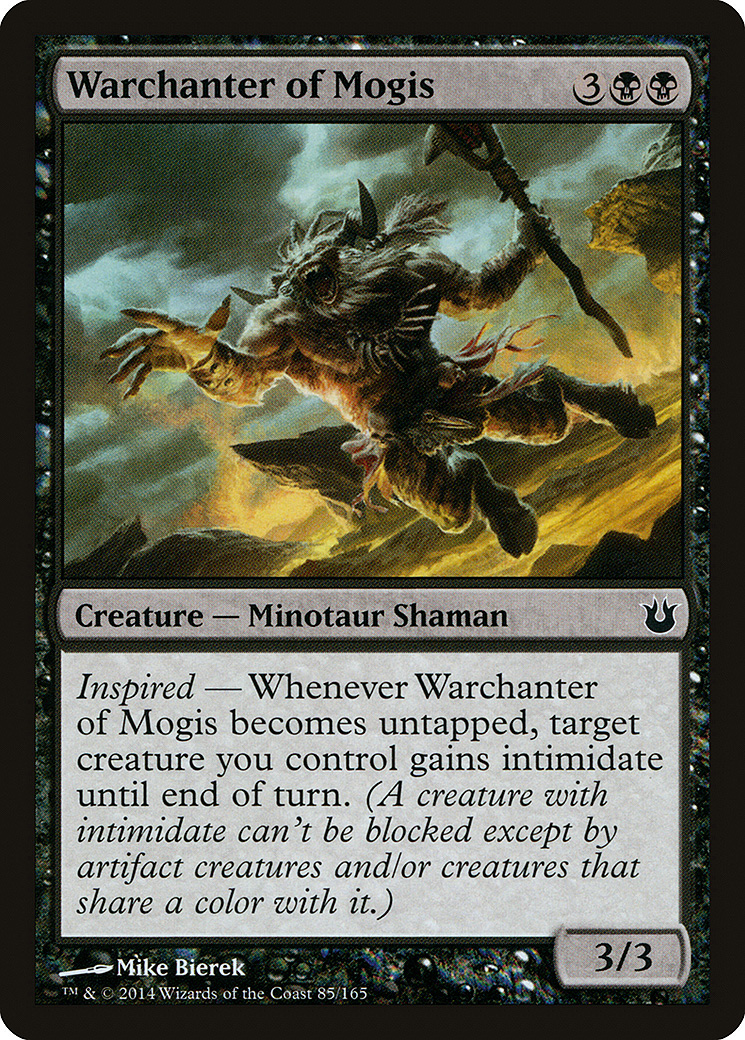 Warchanter of Mogis 3
Creature — Minotaur Shaman
Inspired — Whenever Warchanter
of Mogis becomes untapped, target
creature you control gains intimidate
until end of turn. (A creature with
intimidate can't be blocked except by
artifact creatures and/or creatures that
share a color with it.)
3/3
Mike Bierek
™ & © 2014 Wizards of the Coast 85/165